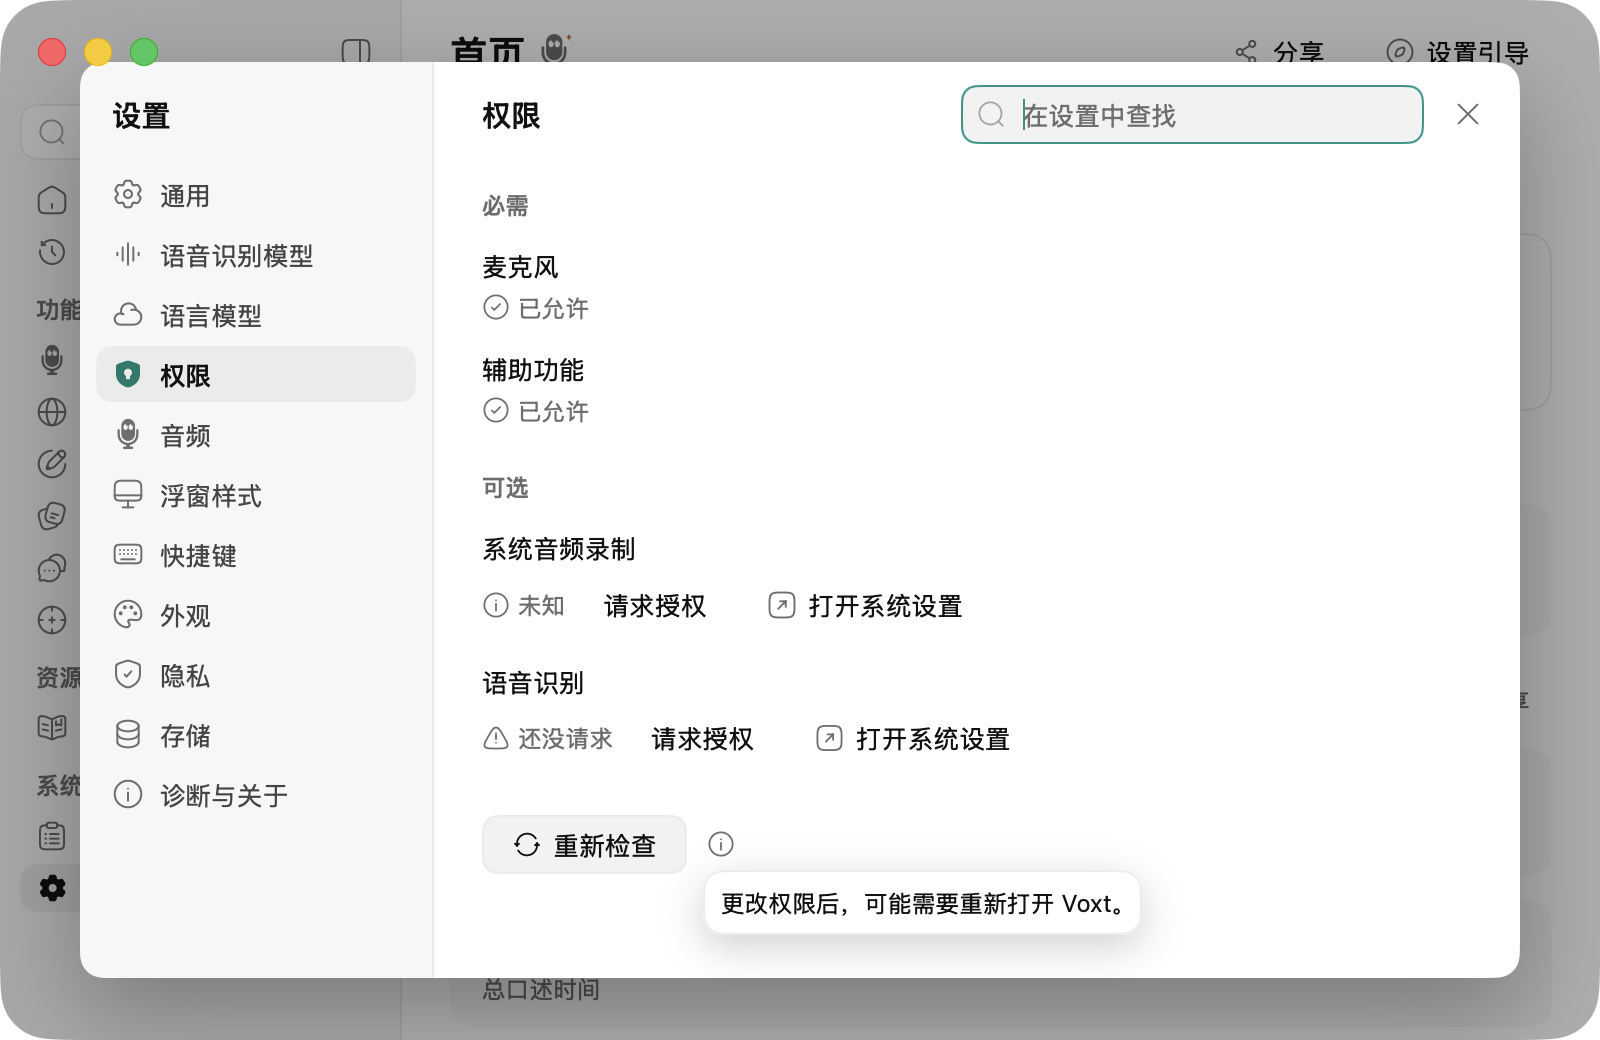 首页
分享
设置引导
设置
权限
在设置中查找
通用
语音识别模型
语言模型
权限
音频
浮窗样式
快捷键
外观
隐私
存储
诊断与关于
功能
资源
系统
必需
麦克风
已允许
辅助功能
已允许
可选
系统音频录制
未知
请求授权
打开系统设置
语音识别
还没请求
请求授权
打开系统设置
重新检查
更改权限后，可能需要重新打开 Voxt。
享
总口述时间